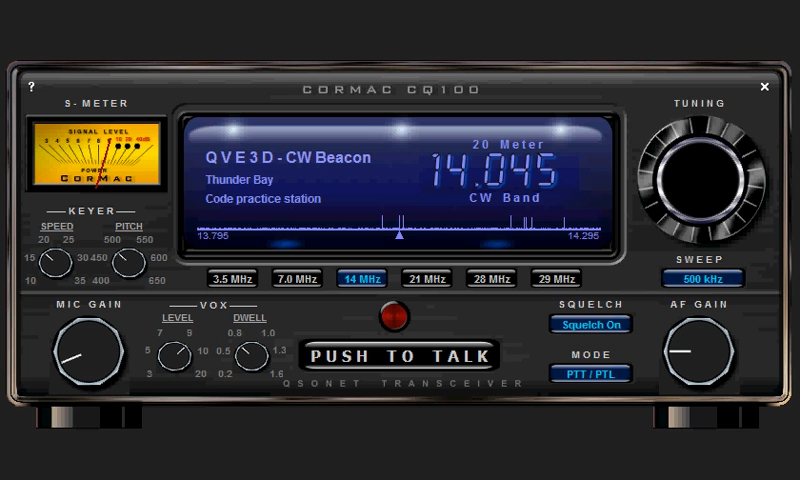 ?
CORMAC CQ100
×
S-METER
SIGNAL LEVEL
POWER
CORMAC
KEYER
SPEED
PITCH
20 25
500 550
15 30
450 600
10 35
400 650
QVE3D - CW Beacon
Thunder Bay
Code practice station
20 Meter
14.045
CW Band
13.795
14.295
3.5 MHz
7.0 MHz
14 MHz
21 MHz
28 MHz
29 MHz
TUNING
SWEEP
500 kHz
MIC GAIN
VOX
LEVEL
DWELL
7 9
0.8 1.0
5 10
0.5 1.3
3 20
0.2 1.6
PUSH TO TALK
QSONET TRANSCEIVER
SQUELCH
Squelch On
MODE
PTT / PTL
AF GAIN